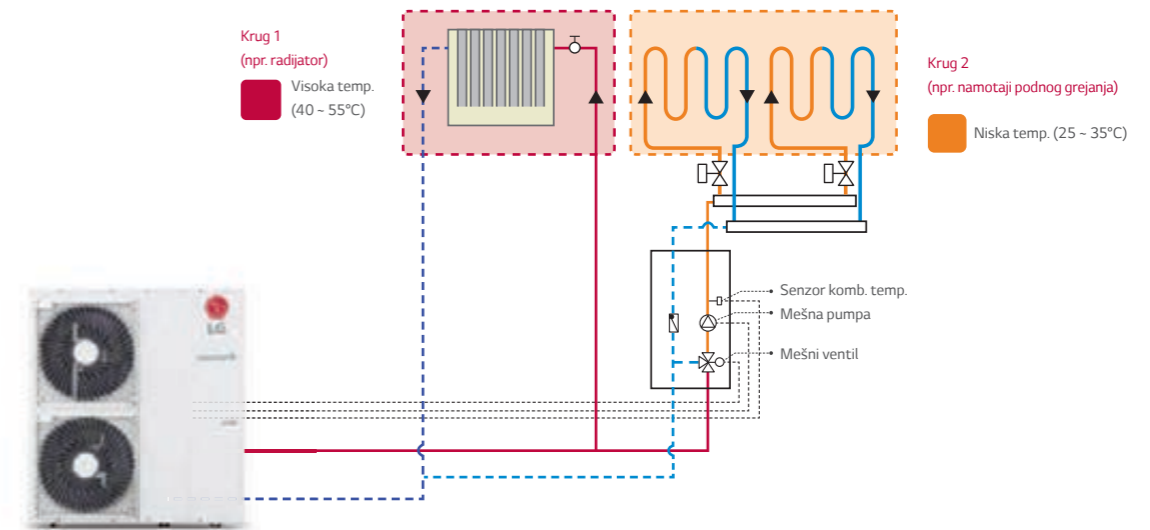 Krug 1
(npr. radijator)
Visoka temp.
(40 ~ 55°C)
Krug 2
(npr. namotaji podnog grejanja)
Niska temp. (25 ~ 35°C)
Senzor komb. temp.
Mešna pumpa
Mešni ventil
LG